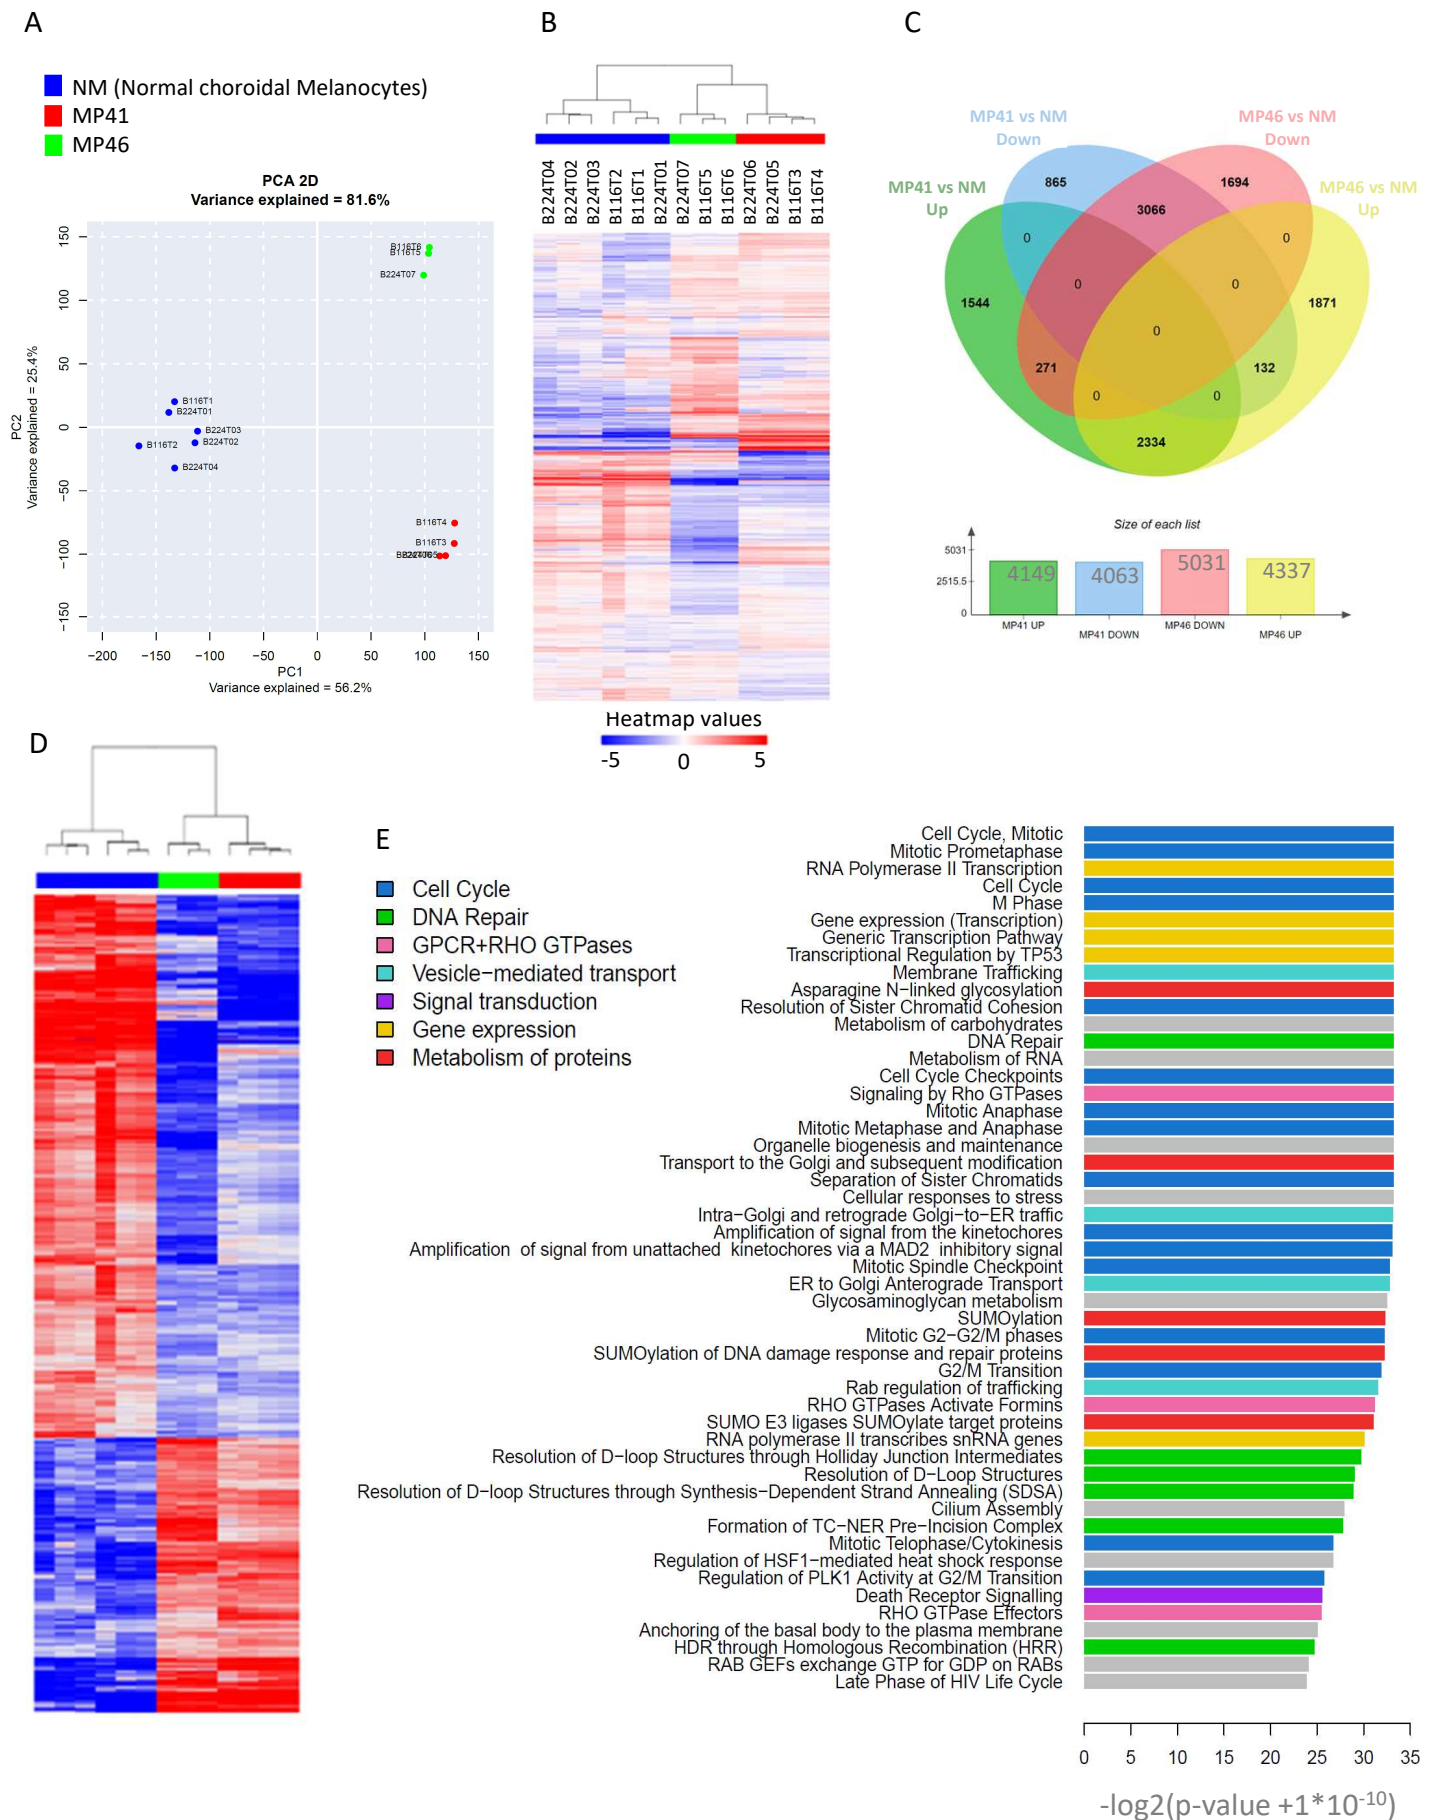 A
NM (Normal choroidal Melanocytes)
MP41
MP46
PCA 2D
Variance explained = 81.6%
PC2
Variance explained = 25.4%
150
100
50
0
−50
−100
−150
B116T6
B116T5
B224T07
B116T1
B224T01
B224T03
B224T02
B116T2
B224T04
B116T4
B116T3
−200
−150
−100
−50
0
50
100
150
PC1
Variance explained = 56.2%
B
B224T04
B224T02
B224T03
B116T2
B116T1
B224T01
B224T07
B116T5
B116T6
B224T06
B224T05
B116T3
B116T4
Heatmap values
-5
0
5
C
MP41 vs NM
Down
MP46 vs NM
Down
MP41 vs NM
Up
MP46 vs NM
Up
865
1694
3066
0
0
1544
0
0
1871
0
271
132
0
0
2334
Size of each list
5031
2515.5
0
4149
4063
5031
4337
MP41 UP
MP41 DOWN
MP46 DOWN
MP46 UP
D
E
Cell Cycle
DNA Repair
GPCR+RHO GTPases
Vesicle−mediated transport
Signal transduction
Gene expression
Metabolism of proteins
Cell Cycle, Mitotic
Mitotic Prometaphase
RNA Polymerase II Transcription
Cell Cycle
M Phase
Gene expression (Transcription)
Generic Transcription Pathway
Transcriptional Regulation by TP53
Membrane Trafficking
Asparagine N−linked glycosylation
Resolution of Sister Chromatid Cohesion
Metabolism of carbohydrates
DNA Repair
Metabolism of RNA
Cell Cycle Checkpoints
Signaling by Rho GTPases
Mitotic Anaphase
Mitotic Metaphase and Anaphase
Organelle biogenesis and maintenance
Transport to the Golgi and subsequent modification
Separation of Sister Chromatids
Cellular responses to stress
Intra−Golgi and retrograde Golgi−to−ER traffic
Amplification of signal from the kinetochores
Amplification of signal from unattached kinetochores via a MAD2 inhibitory signal
Mitotic Spindle Checkpoint
ER to Golgi Anterograde Transport
Glycosaminoglycan metabolism
SUMOylation
Mitotic G2−G2/M phases
SUMOylation of DNA damage response and repair proteins
G2/M Transition
Rab regulation of trafficking
RHO GTPases Activate Formins
SUMO E3 ligases SUMOylate target proteins
RNA polymerase II transcribes snRNA genes
Resolution of D−loop Structures through Holliday Junction Intermediates
Resolution of D−Loop Structures
Resolution of D−loop Structures through Synthesis−Dependent Strand Annealing (SDSA)
Cilium Assembly
Formation of TC−NER Pre−Incision Complex
Mitotic Telophase/Cytokinesis
Regulation of HSF1−mediated heat shock response
Regulation of PLK1 Activity at G2/M Transition
Death Receptor Signalling
RHO GTPase Effectors
Anchoring of the basal body to the plasma membrane
HDR through Homologous Recombination (HRR)
RAB GEFs exchange GTP for GDP on RABs
Late Phase of HIV Life Cycle
0
5
10
15
20
25
30
35
-log2(p-value +1*10⁻¹⁰)